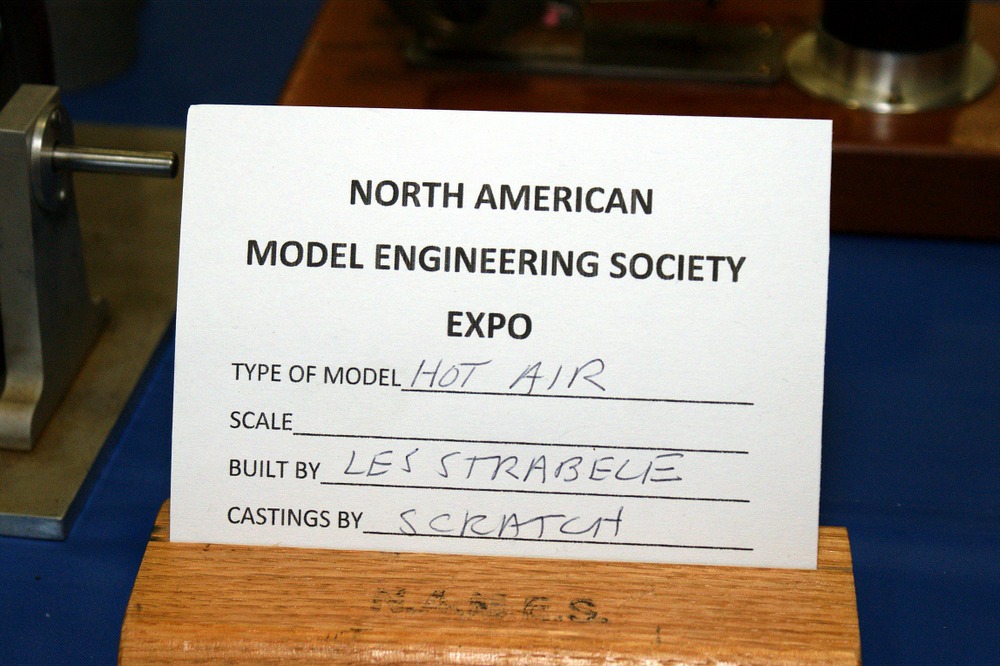 NORTH AMERICAN
MODEL ENGINEERING SOCIETY
EXPO
TYPE OF MODEL HOT AIR
SCALE
BUILT BY LES STRABELE
CASTINGS BY SCRATCH
N.A.M.E.S.